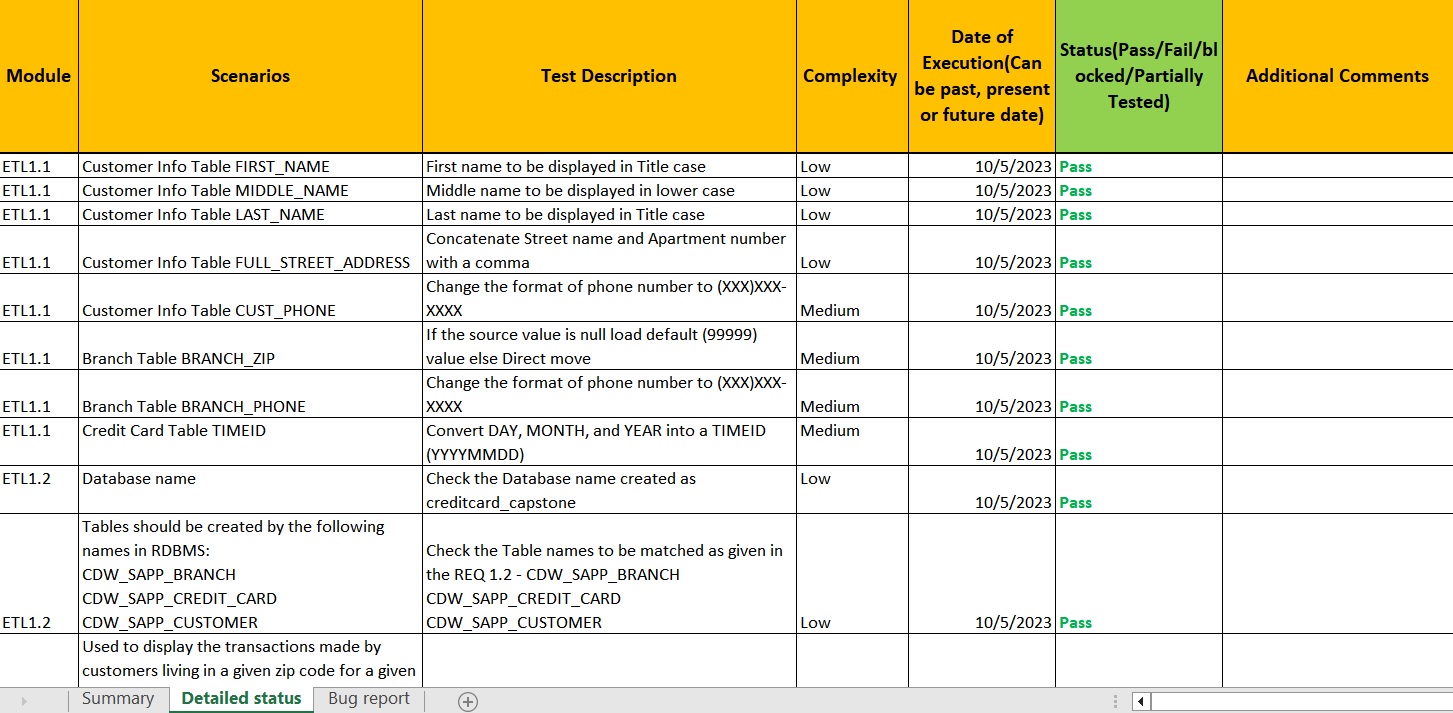 Module
Scenarios
Test Description
Complexity
Date of
Execution(Can
be past, present
or future date)
Status(Pass/Fail/bl
ocked/Partially
Tested)
Additional Comments
ETL1.1 Customer Info Table FIRST_NAME First name to be displayed in Title case Low 10/5/2023 Pass
ETL1.1 Customer Info Table MIDDLE_NAME Middle name to be displayed in lower case Low 10/5/2023 Pass
ETL1.1 Customer Info Table LAST_NAME Last name to be displayed in Title case Low 10/5/2023 Pass
Concatenate Street name and Apartment number
ETL1.1 Customer Info Table FULL_STREET_ADDRESS with a comma Low 10/5/2023 Pass
Change the format of phone number to (XXX)XXX-
ETL1.1 Customer Info Table CUST_PHONE XXXX Medium 10/5/2023 Pass
If the source value is null load default (99999)
ETL1.1 Branch Table BRANCH_ZIP value else Direct move Medium 10/5/2023 Pass
Change the format of phone number to (XXX)XXX-
ETL1.1 Branch Table BRANCH_PHONE XXXX Medium 10/5/2023 Pass
ETL1.1 Credit Card Table TIMEID Convert DAY, MONTH, and YEAR into a TIMEID Medium
(YYYYMMDD) 10/5/2023 Pass
ETL1.2 Database name Check the Database name created as Low
creditcard_capstone 10/5/2023 Pass
Tables should be created by the following
names in RDBMS: Check the Table names to be matched as given in
CDW_SAPP_BRANCH the REQ 1.2 - CDW_SAPP_BRANCH
CDW_SAPP_CREDIT_CARD CDW_SAPP_CREDIT_CARD
ETL1.2 CDW_SAPP_CUSTOMER CDW_SAPP_CUSTOMER Low 10/5/2023 Pass
Used to display the transactions made by
customers living in a given zip code for a given
Summary Detailed status Bug report